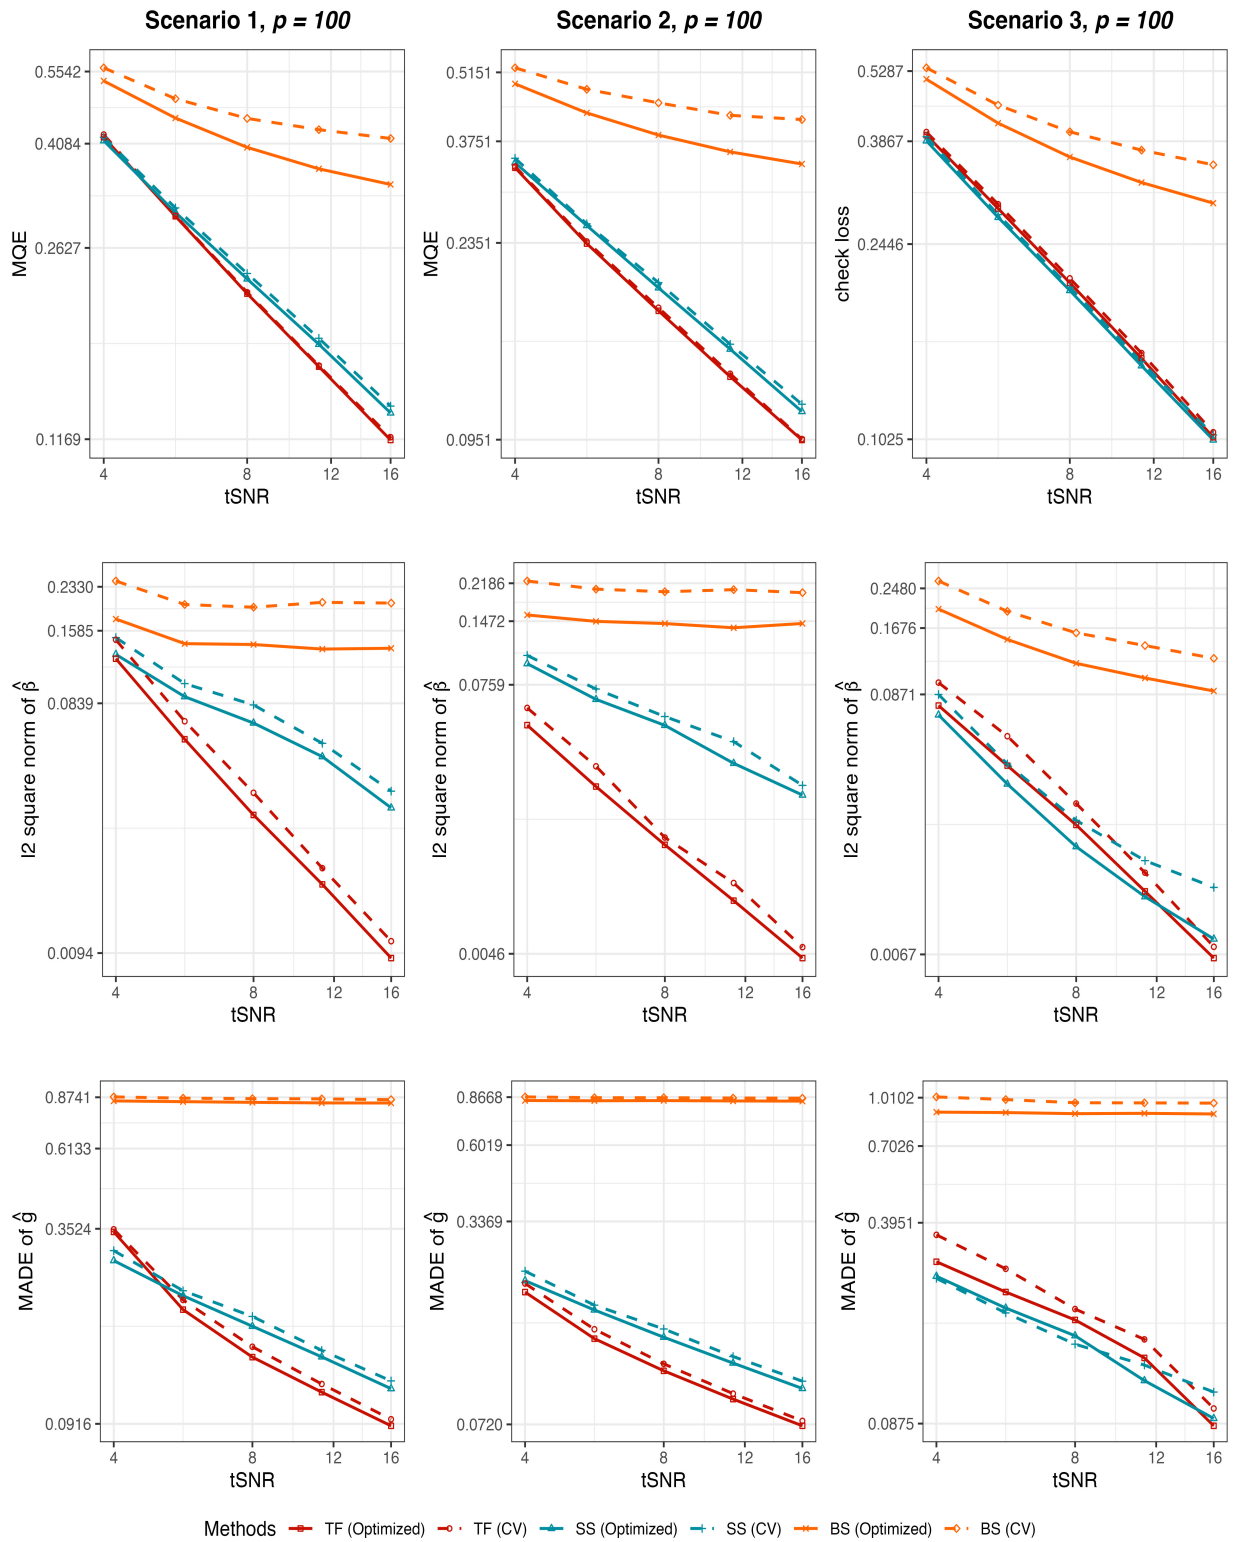 Scenario 1, p = 100
Scenario 2, p = 100
Scenario 3, p = 100
MQE
0.5542
0.4084
0.2627
0.1169
4 8 12 16
tSNR
MQE
0.5151
0.3751
0.2351
0.0951
4 8 12 16
tSNR
check loss
0.5287
0.3867
0.2446
0.1025
4 8 12 16
tSNR
l2 square norm of β̂
0.2330
0.1585
0.0839
0.0094
4 8 12 16
tSNR
l2 square norm of β̂
0.2186
0.1472
0.0759
0.0046
4 8 12 16
tSNR
l2 square norm of β̂
0.2480
0.1676
0.0871
0.0067
4 8 12 16
tSNR
MADE of ĝ
0.8741
0.6133
0.3524
0.0916
4 8 12 16
tSNR
MADE of ĝ
0.8668
0.6019
0.3369
0.0720
4 8 12 16
tSNR
MADE of ĝ
1.0102
0.7026
0.3951
0.0875
4 8 12 16
tSNR
Methods TF (Optimized) TF (CV) SS (Optimized) SS (CV) BS (Optimized) BS (CV)